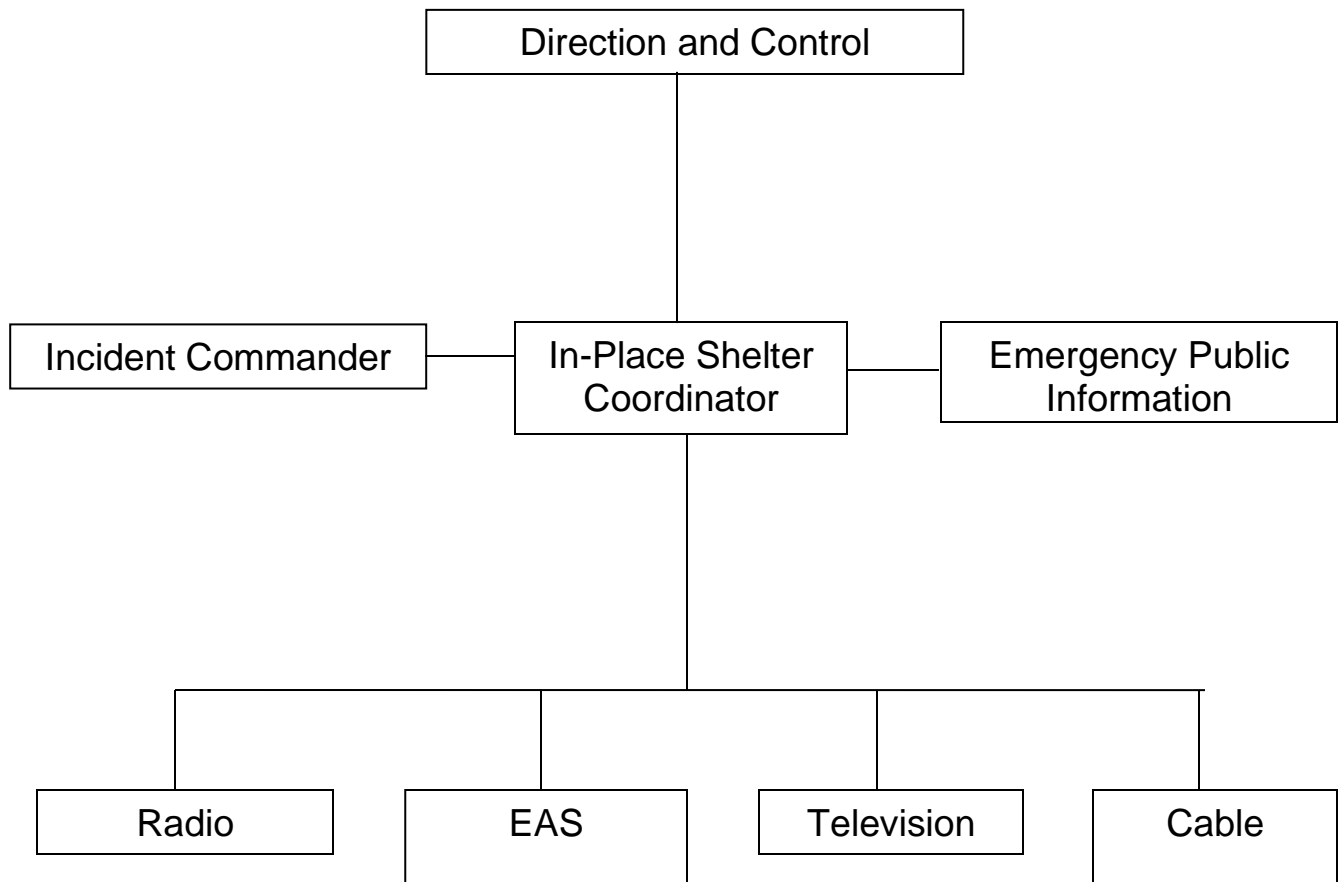 Direction and Control
Incident Commander
In-Place Shelter
Coordinator
Emergency Public
Information
Radio
EAS
Television
Cable